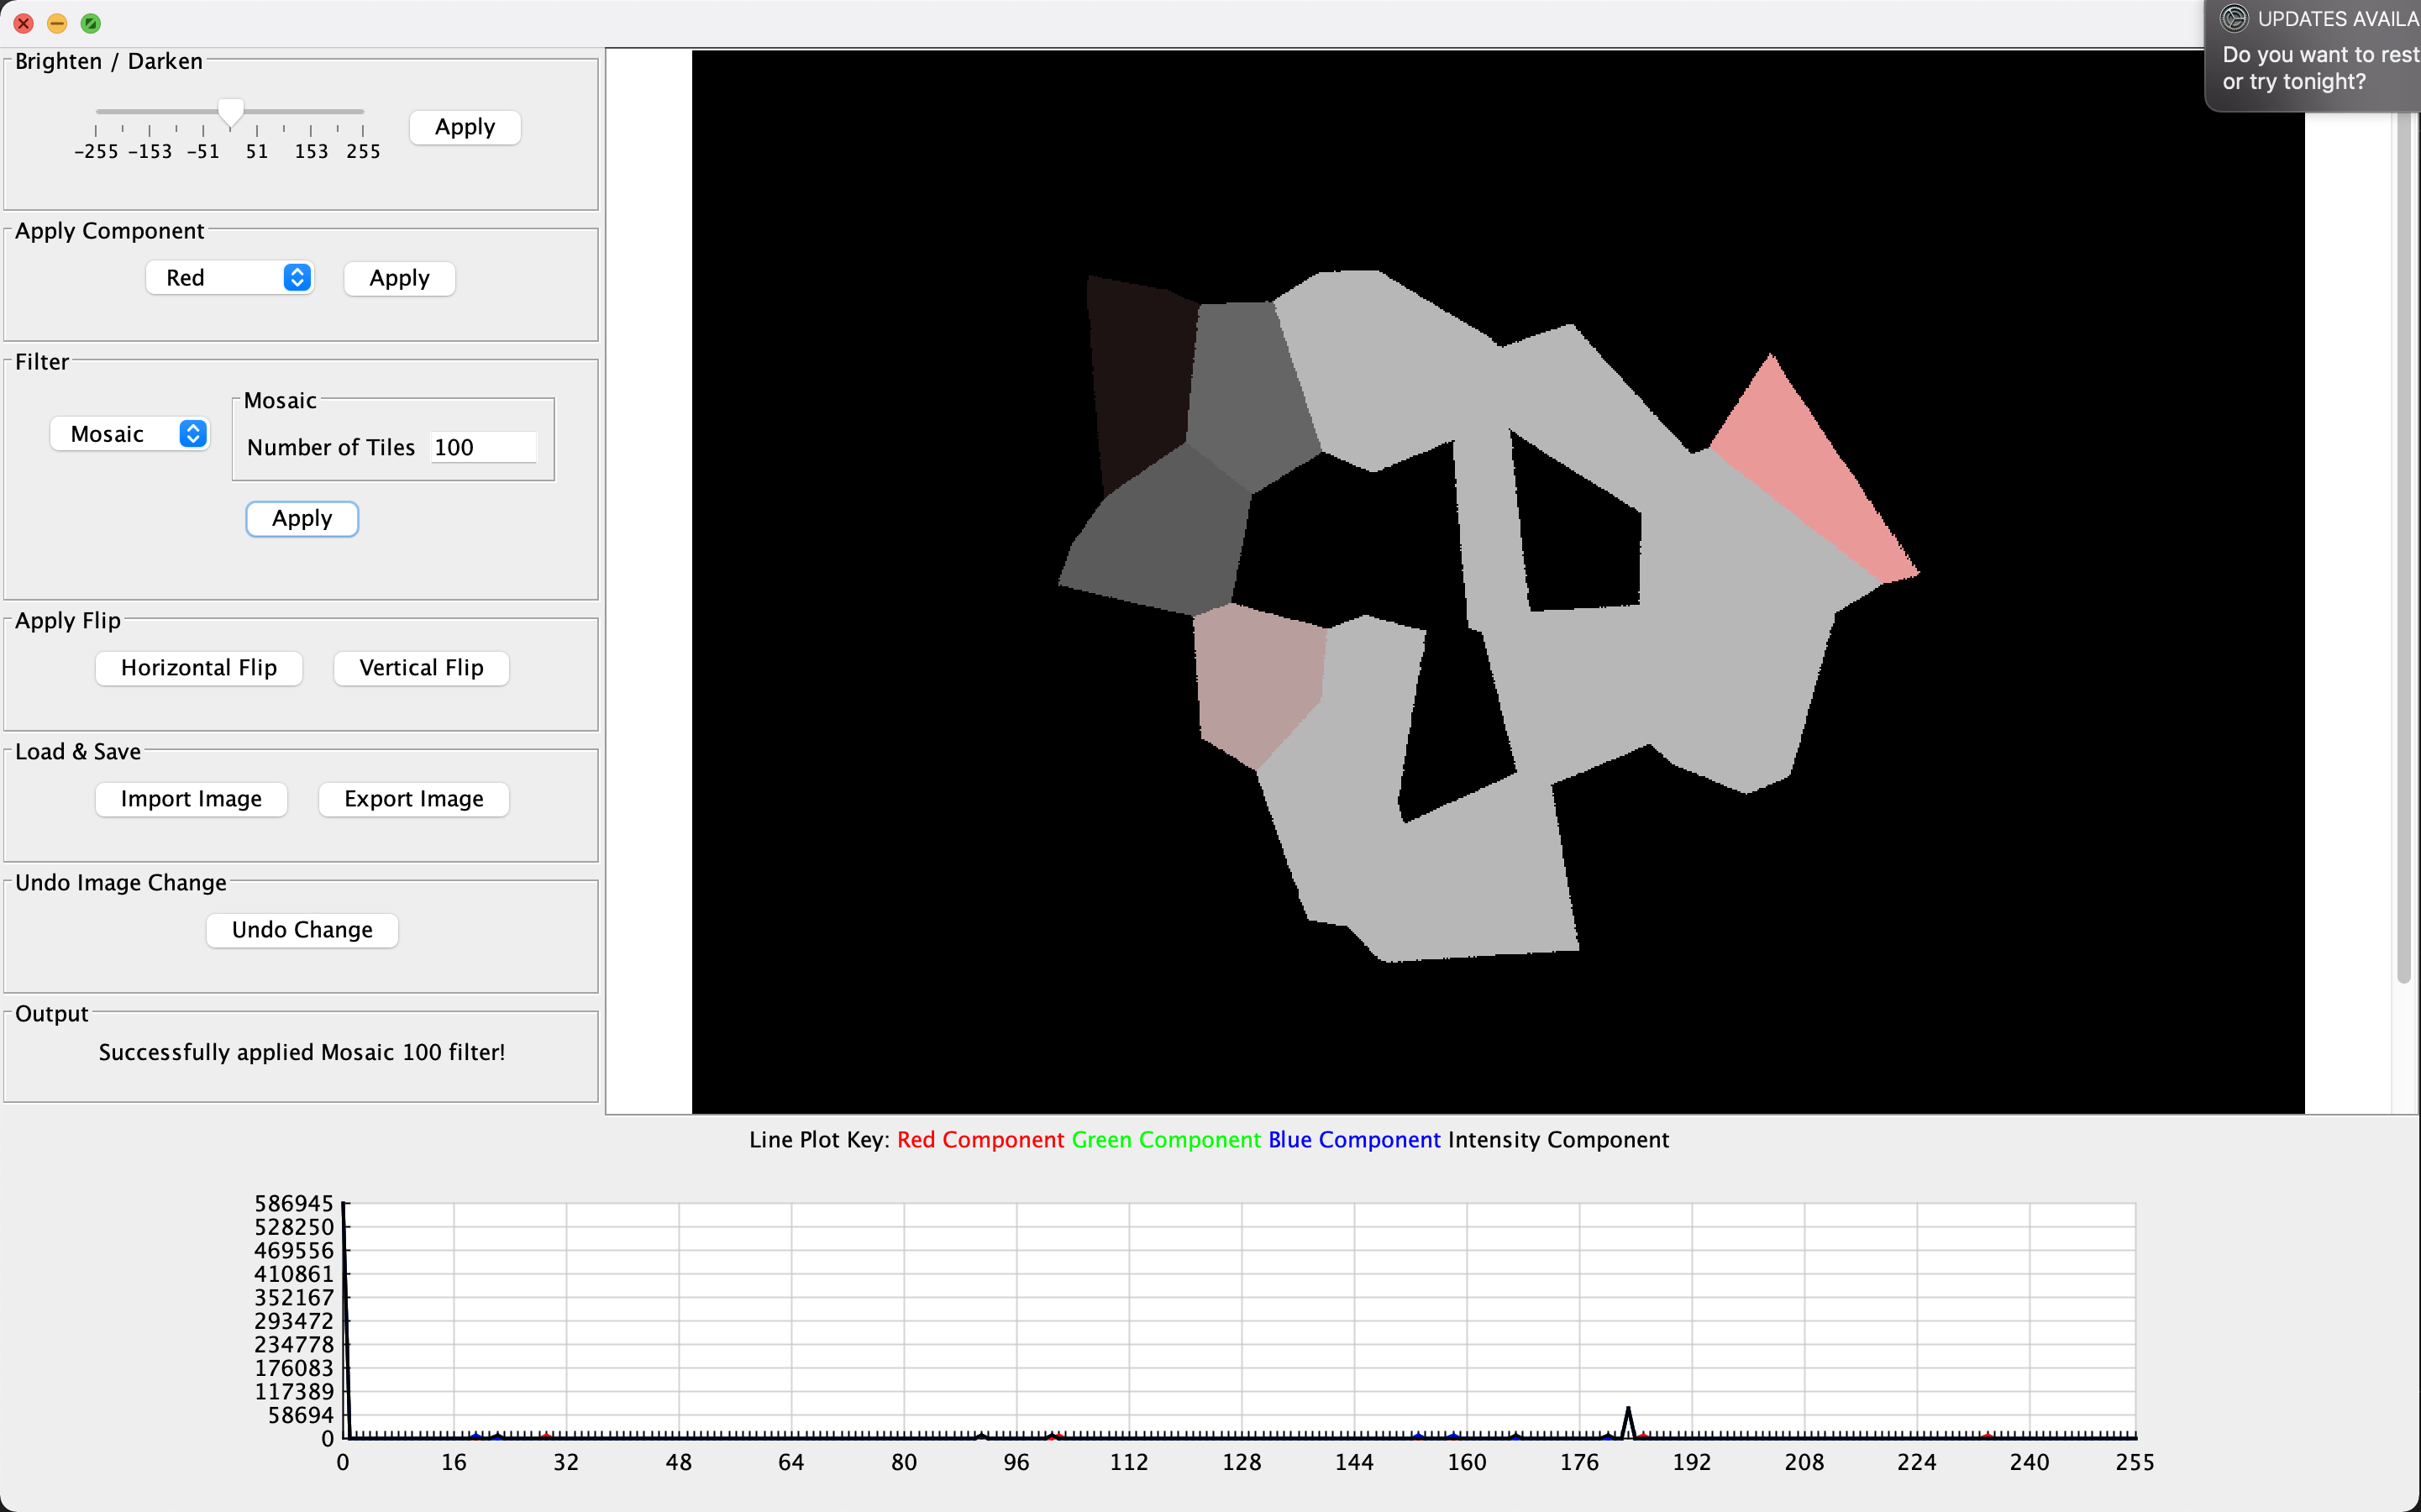 UPDATES AVAILA
Do you want to rest
or try tonight?
Brighten / Darken
-255 -153 -51 51 153 255
Apply
Apply Component
Red
Apply
Filter
Mosaic
Mosaic
Number of Tiles 100
Apply
Apply Flip
Horizontal Flip
Vertical Flip
Load & Save
Import Image
Export Image
Undo Image Change
Undo Change
Output
Successfully applied Mosaic 100 filter!
Line Plot Key: Red Component Green Component Blue Component Intensity Component
586945
528250
469556
410861
352167
293472
234778
176083
117389
58694
0
0 16 32 48 64 80 96 112 128 144 160 176 192 208 224 240 255